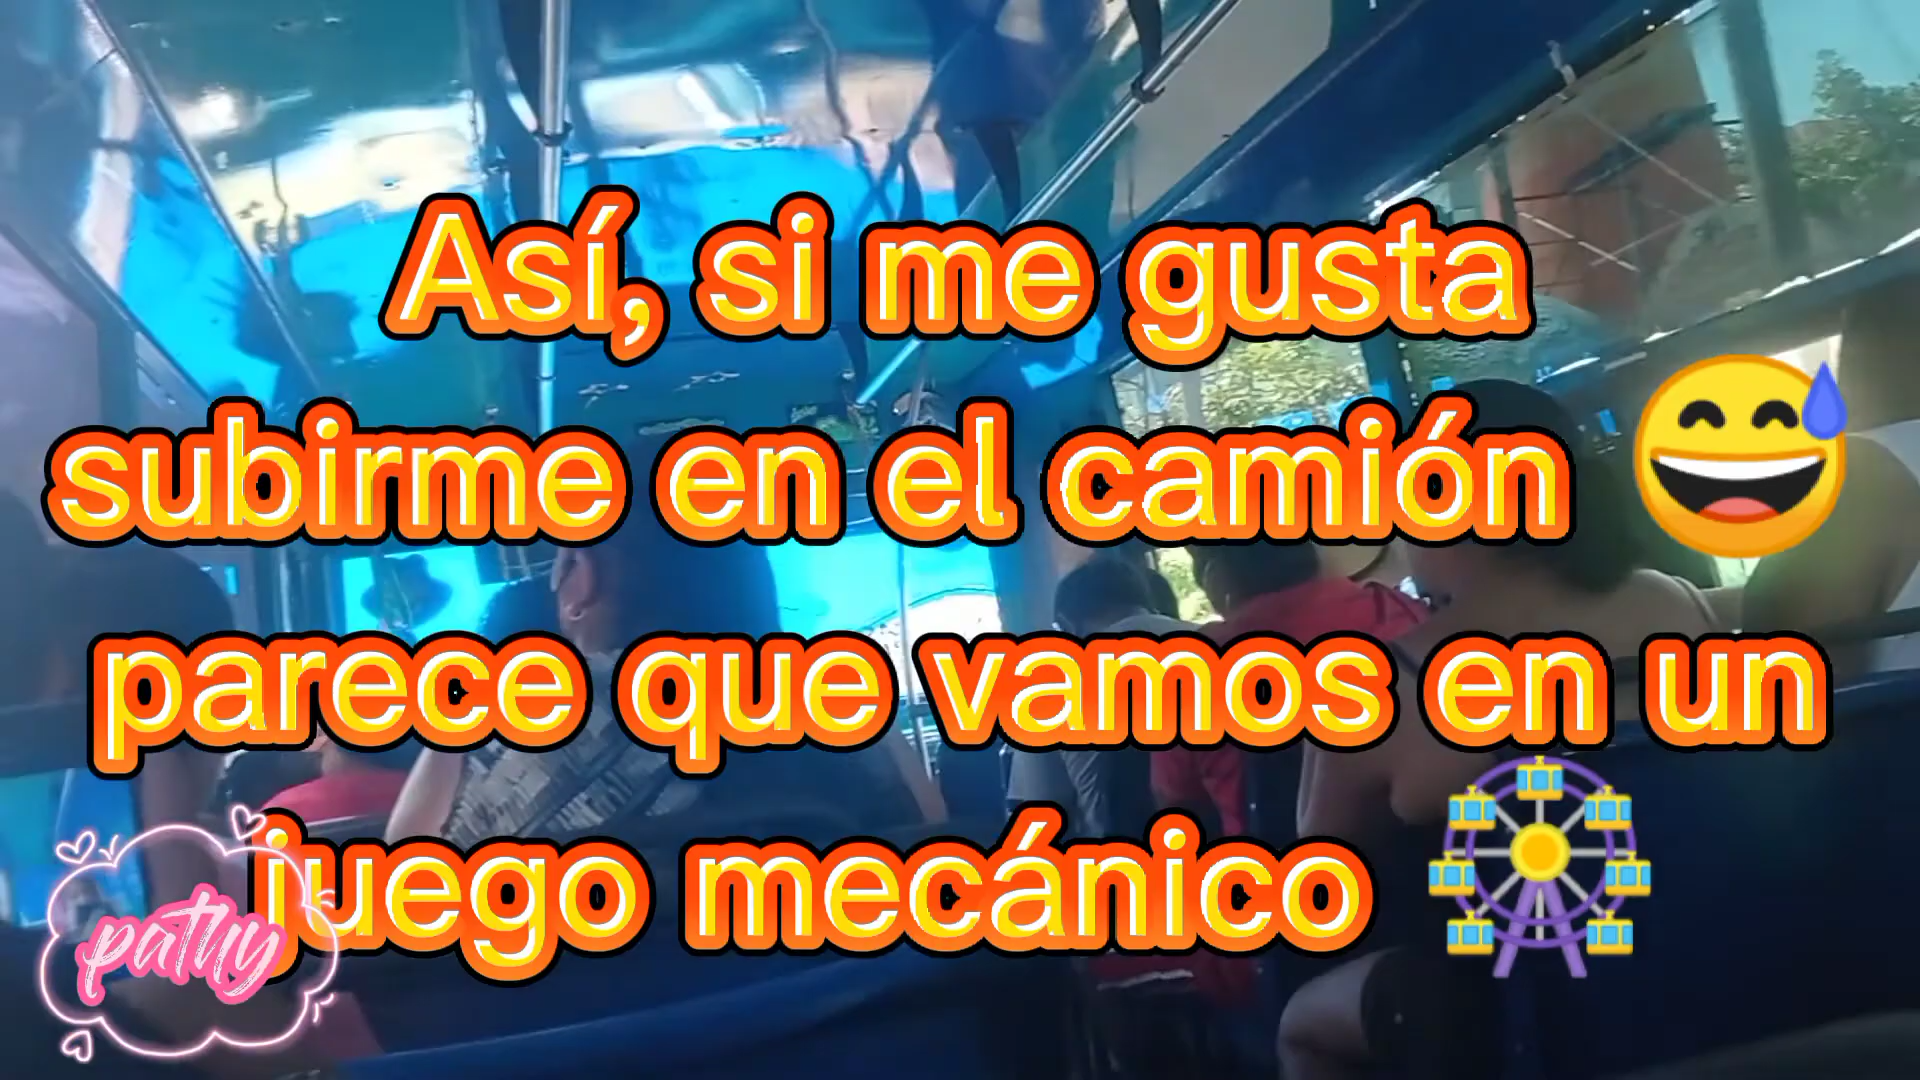 Así, si me gusta
subirme en el camión 😅
parece que vamos en un
juego mecánico 🎡
pathy